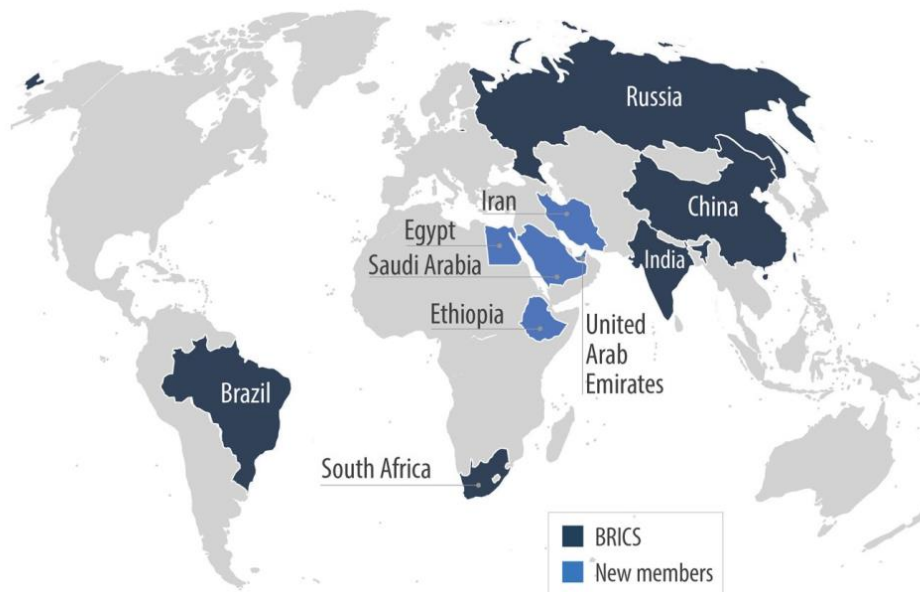 Russia
Iran
China
Egypt
India
Saudi Arabia
Ethiopia
United
Arab
Emirates
Brazil
South Africa
BRICS
New members